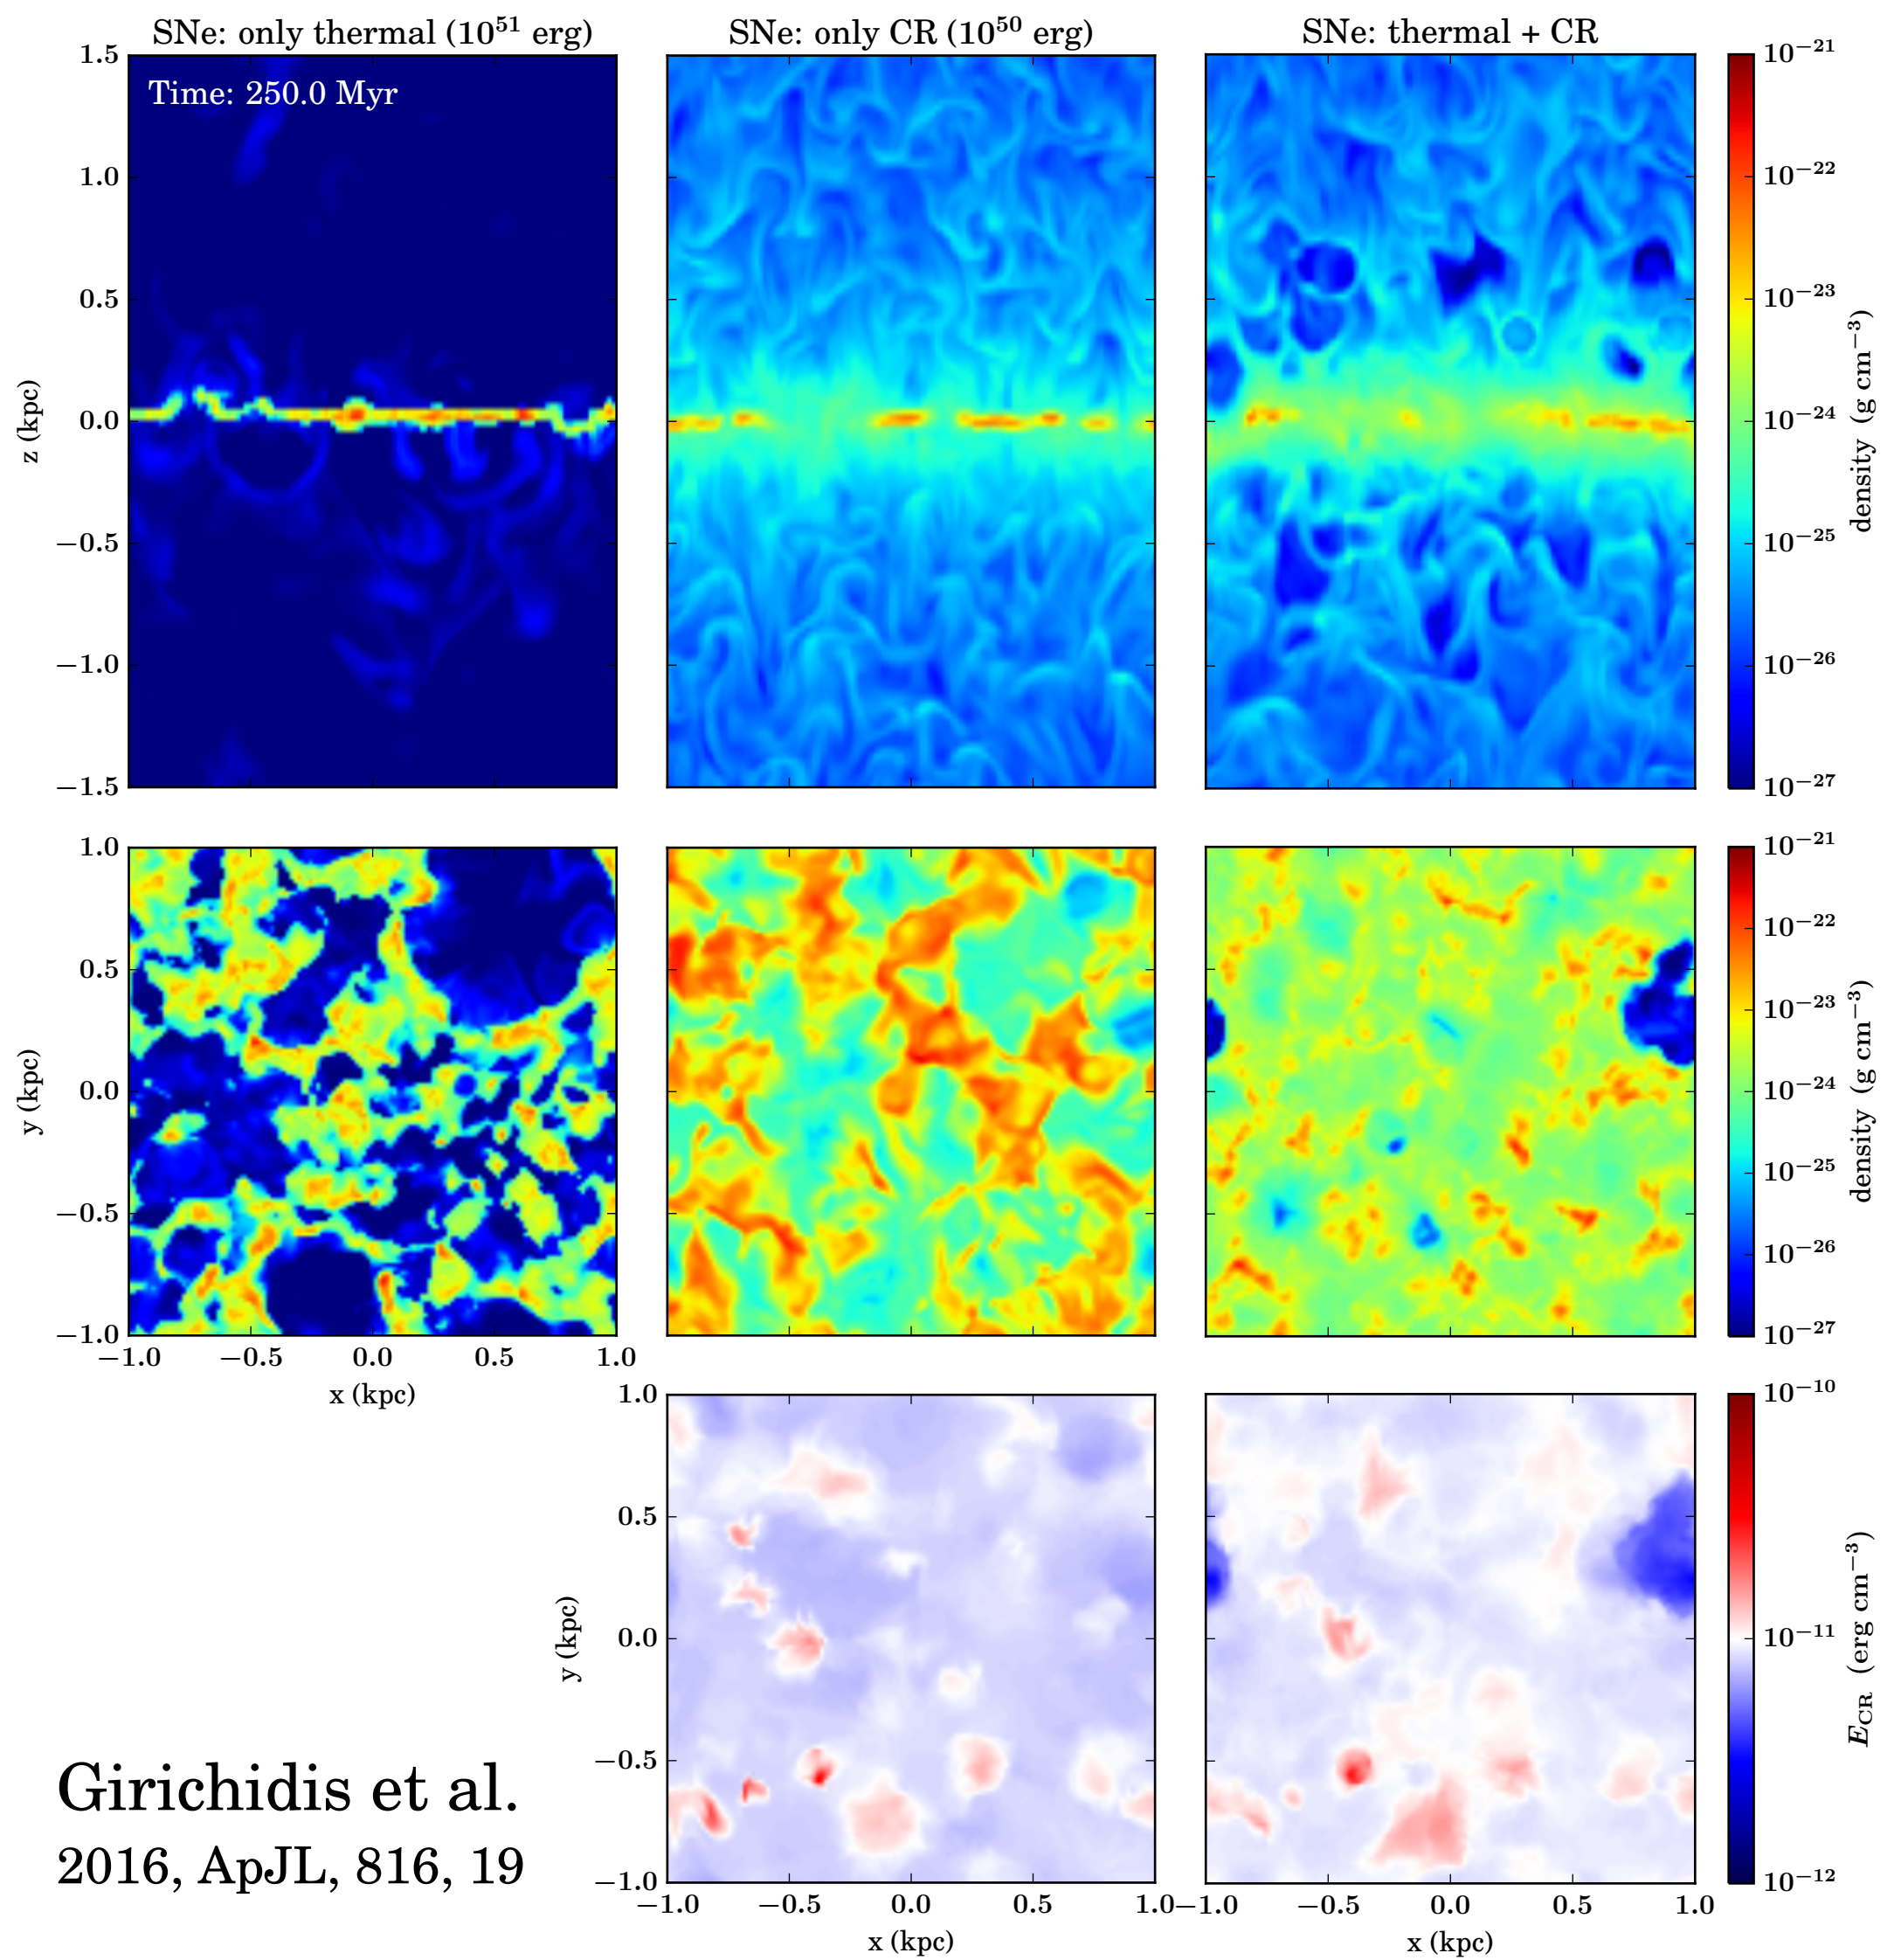 SNe: only thermal (10⁵¹ erg)
SNe: only CR (10⁵⁰ erg)
SNe: thermal + CR
Time: 250.0 Myr
1.5
1.0
0.5
0.0
−0.5
−1.0
−1.5
z (kpc)
10⁻²¹
10⁻²²
10⁻²³
10⁻²⁴
10⁻²⁵
10⁻²⁶
10⁻²⁷
density (g cm⁻³)
1.0
0.5
0.0
−0.5
−1.0
y (kpc)
−1.0 −0.5 0.0 0.5 1.0
x (kpc)
10⁻²¹
10⁻²²
10⁻²³
10⁻²⁴
10⁻²⁵
10⁻²⁶
10⁻²⁷
density (g cm⁻³)
1.0
0.5
0.0
−0.5
−1.0
y (kpc)
−1.0 −0.5 0.0 0.5 1.0
x (kpc)
−1.0 −0.5 0.0 0.5 1.0
x (kpc)
10⁻¹⁰
10⁻¹¹
10⁻¹²
E_CR (erg cm⁻³)
Girichidis et al.
2016, ApJL, 816, 19